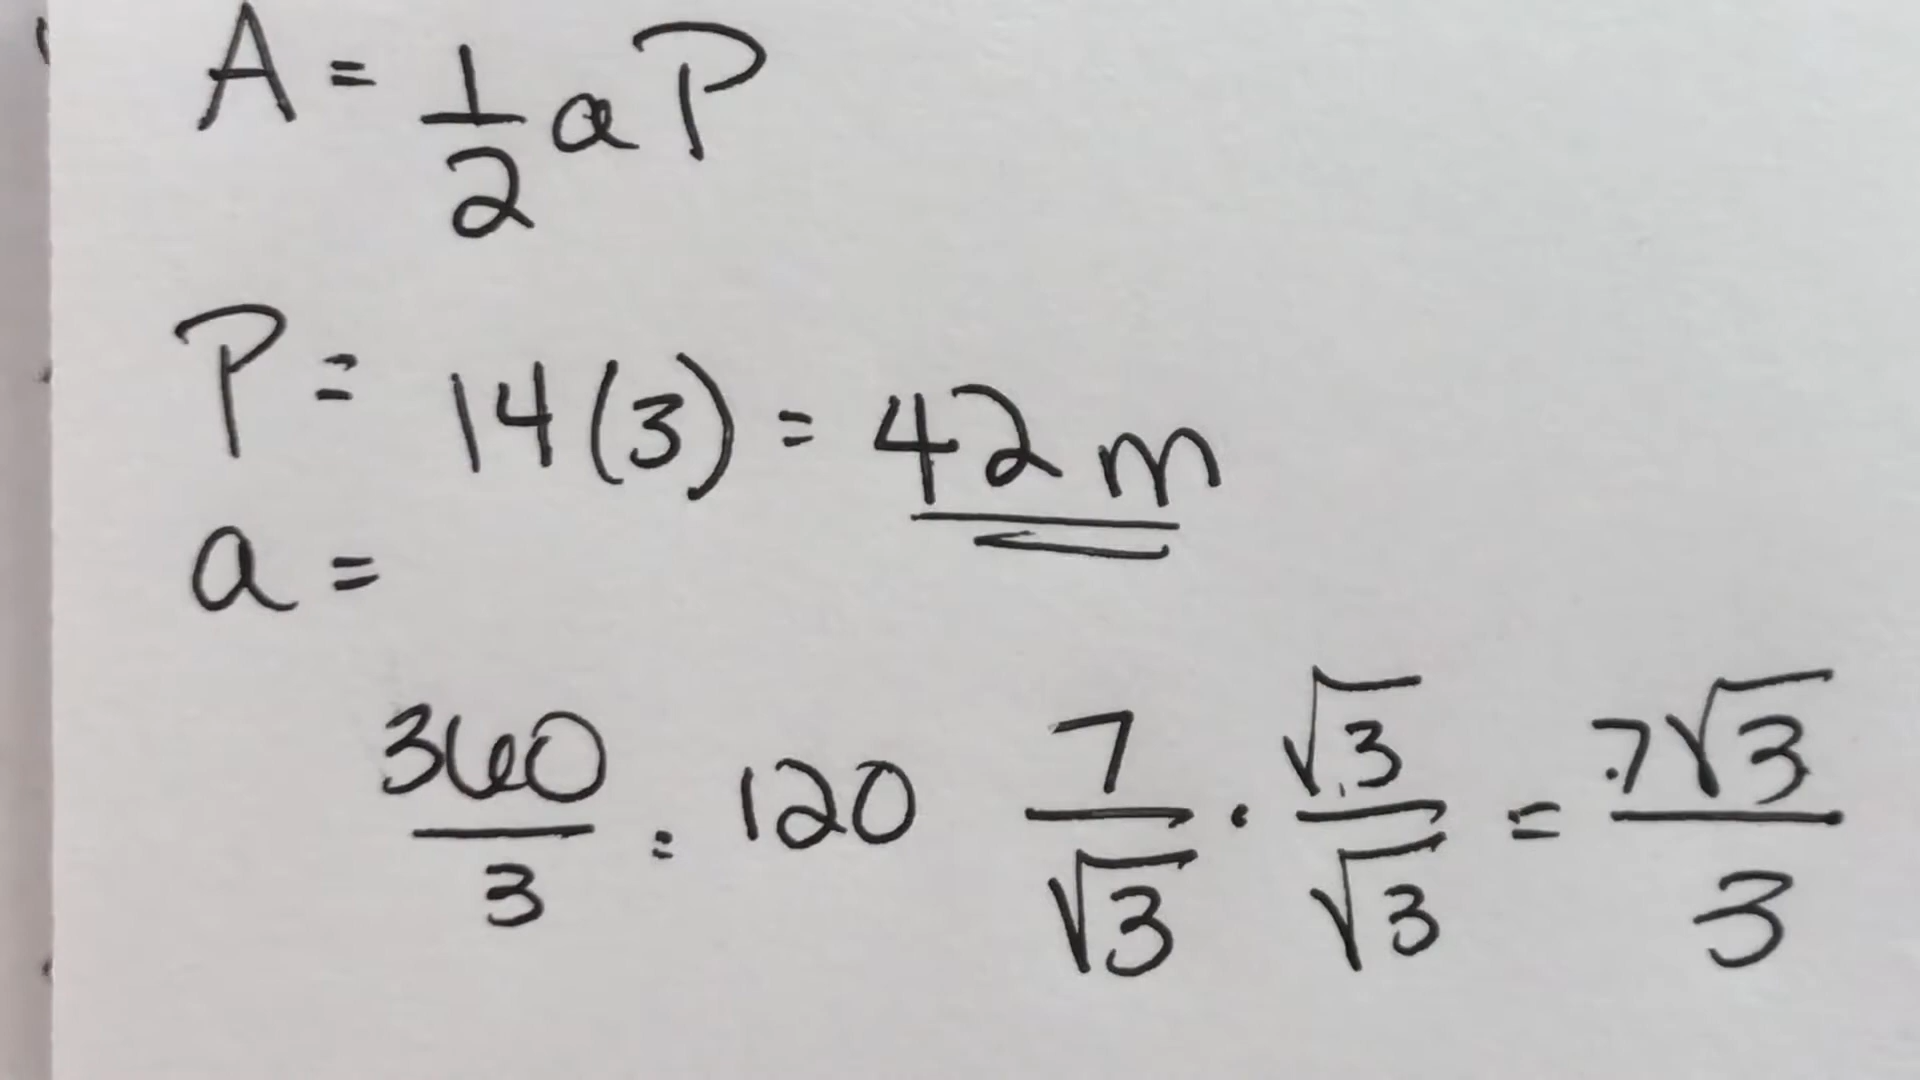 A = 1/2 a P
P = 14(3) = 42 m
a =
360/3 = 120 7/√3 · √3/√3 = 7√3/3